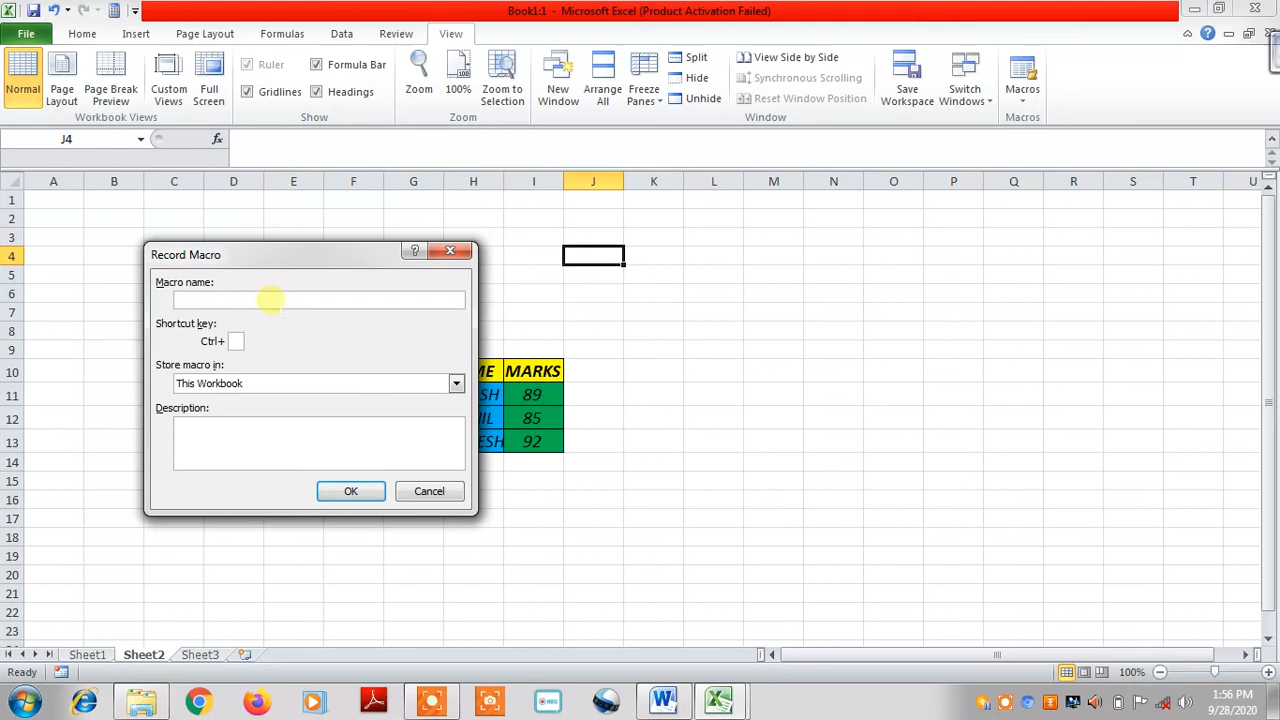 Book1:1 - Microsoft Excel (Product Activation Failed)
File Home Insert Page Layout Formulas Data Review View
Normal
Page Layout
Page Break Preview
Custom Views
Full Screen
Workbook Views
Ruler
Formula Bar
Gridlines
Headings
Show
Zoom
100%
Zoom to Selection
Zoom
New Window
Arrange All
Freeze Panes
Split
Hide
Unhide
View Side by Side
Synchronous Scrolling
Reset Window Position
Window
Save Workspace
Switch Windows
Macros
Macros
J4
fx
A B C D E F G H I J K L M N O P Q R S T U
1
2
3
4
5
6
7
8
9
10 ME MARKS
11 SH 89
12 IL 85
13 ESH 92
14
15
16
17
18
19
20
21
22
23
Record Macro
Macro name:
Shortcut key:
Ctrl+
Store macro in:
This Workbook
Description:
OK Cancel
Sheet1 Sheet2 Sheet3
Ready
100%
REC
1:56 PM
9/28/2020